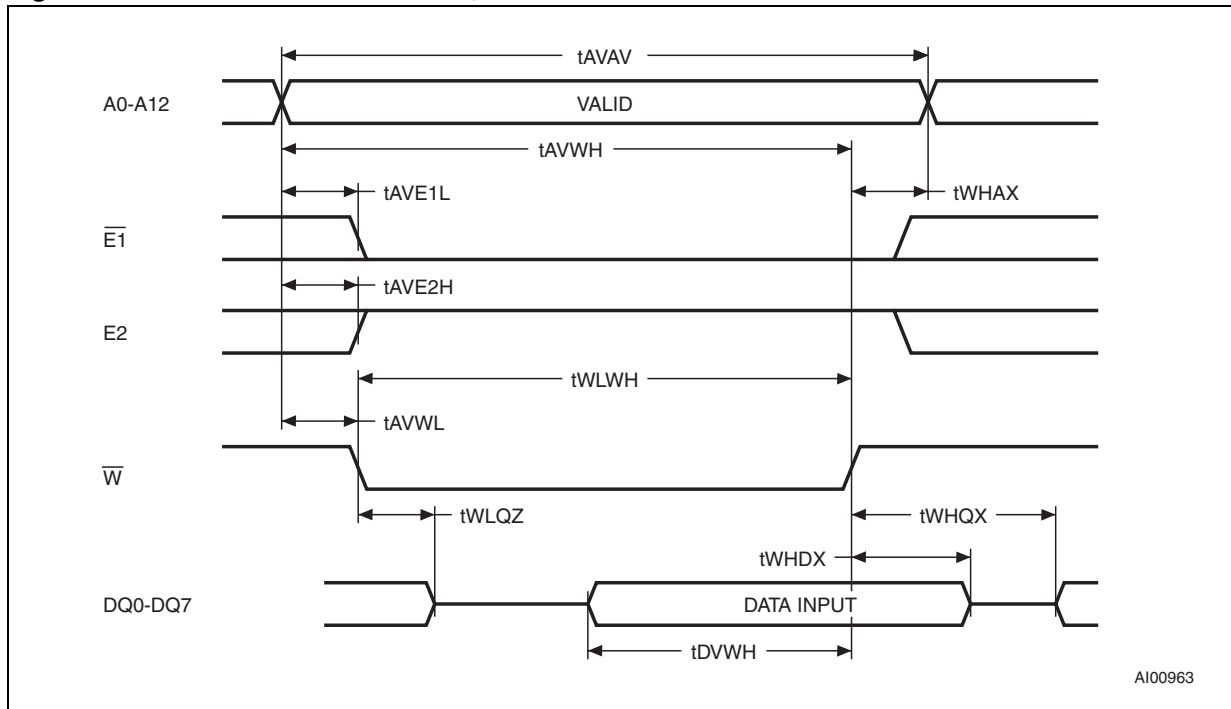 tAVAV
A0-A12
VALID
tAVWH
tAVE1L
tWHAX
E1
tAVE2H
E2
tWLWH
tAVWL
W
tWLQZ
tWHQX
tWHDX
DQ0-DQ7
DATA INPUT
tDVWH
AI00963